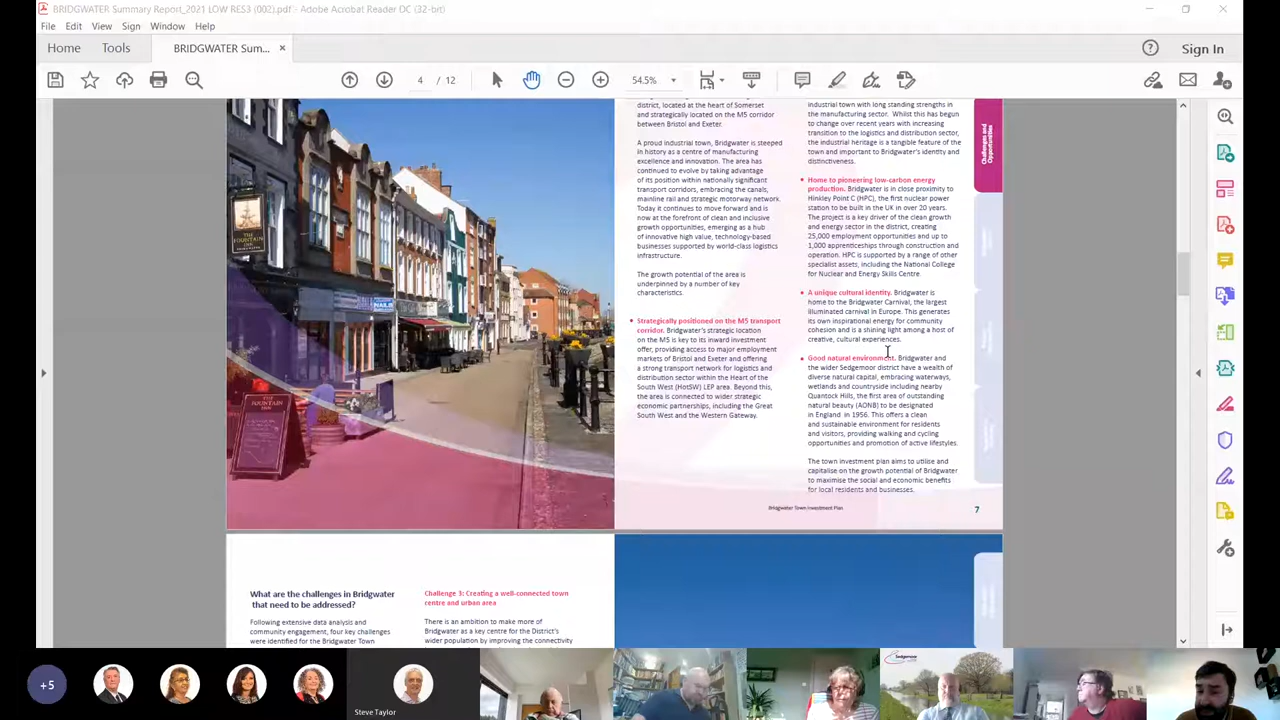 BRIDGWATER Summary Report_2021 LOW RES3 (002).pdf - Adobe Acrobat Reader DC (32-bit)
File Edit View Sign Window Help
Home Tools BRIDGWATER Sum... × Sign In
4 / 12 54.5%
district, located at the heart of Somerset
and strategically located on the M5 corridor
between Bristol and Exeter.
A proud industrial town, Bridgwater is steeped
in history as a centre of manufacturing
excellence and innovation. The area has
continued to evolve by taking advantage
of its position within nationally significant
transport corridors, embracing the canals,
mainline rail and strategic motorway network.
Today it continues to move forward and is
now at the forefront of clean and inclusive
growth opportunities, emerging as a hub
of innovative high value, technology-based
businesses supported by world-class logistics
infrastructure.
The growth potential of the area is
underpinned by a number of key
characteristics.
• Strategically positioned on the M5 transport
corridor. Bridgwater's strategic location
on the M5 is key to its inward investment
offer, providing access to major employment
markets of Bristol and Exeter and offering
a strong transport network for logistics and
distribution sector within the Heart of the
South West (HotSW) LEP area. Beyond this,
the area is connected to wider strategic
economic partnerships, including the Great
South West and the Western Gateway.
industrial town with long standing strengths in
the manufacturing sector. Whilst this has begun
to change over recent years with increasing
transition to the logistics and distribution sector,
the industrial heritage is a tangible feature of the
town and important to Bridgwater's identity and
distinctiveness.
• Home to pioneering low-carbon energy
production. Bridgwater is in close proximity to
Hinkley Point C (HPC), the first nuclear power
station to be built in the UK in over 20 years.
The project is a key driver of the clean growth
and energy sector in the district, creating
25,000 employment opportunities and up to
1,000 apprenticeships through construction and
operation. HPC is supported by a range of other
specialist assets, including the National College
for Nuclear and Energy Skills Centre.
• A unique cultural identity. Bridgwater is
home to the Bridgwater Carnival, the largest
illuminated carnival in Europe. This generates
its own inspirational energy for community
cohesion and is a shining light among a host of
creative, cultural experiences.
• Good natural environment. Bridgwater and
the wider Sedgemoor district have a wealth of
diverse natural capital, embracing waterways,
wetlands and countryside including nearby
Quantock Hills, the first area of outstanding
natural beauty (AONB) to be designated
in England in 1956. This offers a clean
and sustainable environment for residents
and visitors, providing walking and cycling
opportunities and promotion of active lifestyles.
The town investment plan aims to utilise and
capitalise on the growth potential of Bridgwater
to maximise the social and economic benefits
for local residents and businesses.
Challenges and
Opportunities
THE
FOUNTAIN
INN
NAILS
THE
FOUNTAIN
INN
Bridgwater Town Investment Plan 7
What are the challenges in Bridgwater
that need to be addressed?
Following extensive data analysis and
community engagement, four key challenges
were identified for the Bridgwater Town
Challenge 3: Creating a well-connected town
centre and urban area
There is an ambition to make more of
Bridgwater as a key centre for the District's
wider population by improving the connectivity
+5
Steve Taylor
Sedgemoor